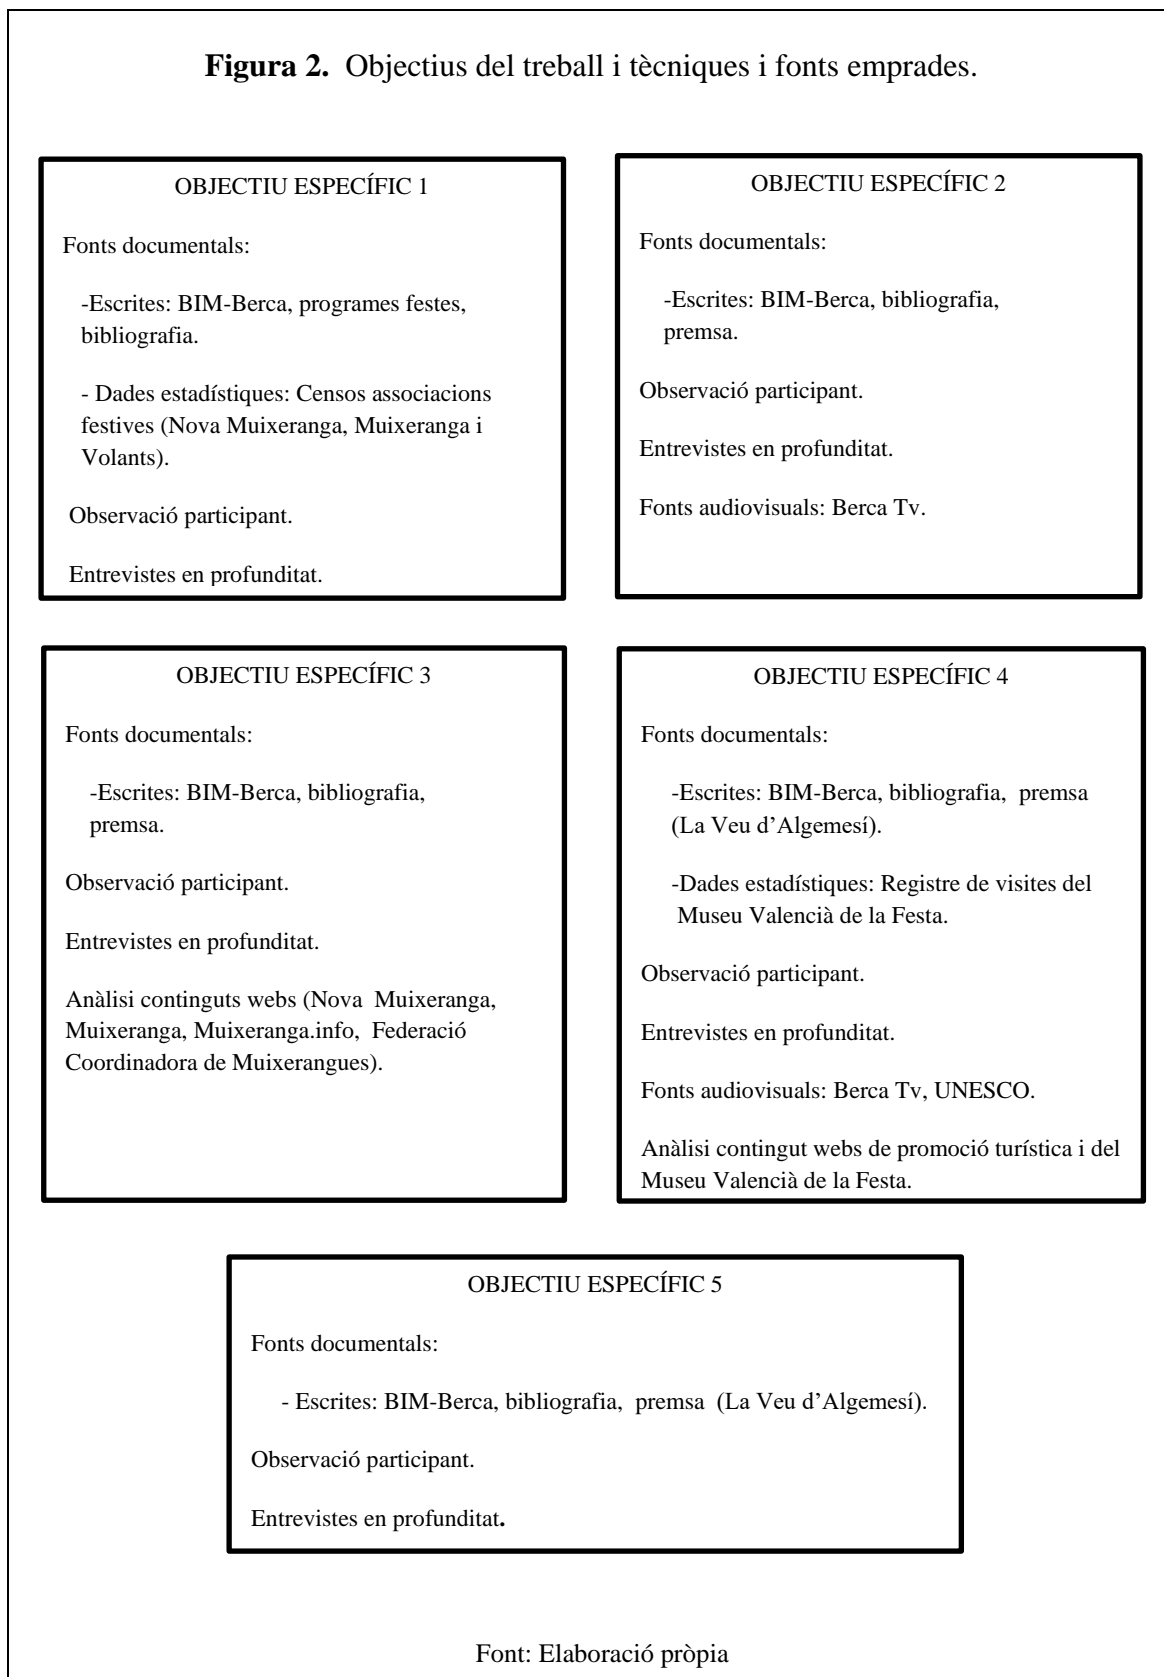 Figura 2. Objectius del treball i tècniques i fonts emprades.
OBJECTIU ESPECÍFIC 1
Fonts documentals:
-Escrites: BIM-Berca, programes festes,
bibliografia.
- Dades estadístiques: Censos associacions
festives (Nova Muixeranga, Muixeranga i
Volants).
Observació participant.
Entrevistes en profunditat.
OBJECTIU ESPECÍFIC 2
Fonts documentals:
-Escrites: BIM-Berca, bibliografia,
premsa.
Observació participant.
Entrevistes en profunditat.
Fonts audiovisuals: Berca Tv.
OBJECTIU ESPECÍFIC 3
Fonts documentals:
-Escrites: BIM-Berca, bibliografia,
premsa.
Observació participant.
Entrevistes en profunditat.
Anàlisi continguts webs (Nova Muixeranga,
Muixeranga, Muixeranga.info, Federació
Coordinadora de Muixerangues).
OBJECTIU ESPECÍFIC 4
Fonts documentals:
-Escrites: BIM-Berca, bibliografia, premsa
(La Veu d’Algemesí).
-Dades estadístiques: Registre de visites del
Museu Valencià de la Festa.
Observació participant.
Entrevistes en profunditat.
Fonts audiovisuals: Berca Tv, UNESCO.
Anàlisi contingut webs de promoció turística i del
Museu Valencià de la Festa.
OBJECTIU ESPECÍFIC 5
Fonts documentals:
- Escrites: BIM-Berca, bibliografia, premsa (La Veu d’Algemesí).
Observació participant.
Entrevistes en profunditat.
Font: Elaboració pròpia